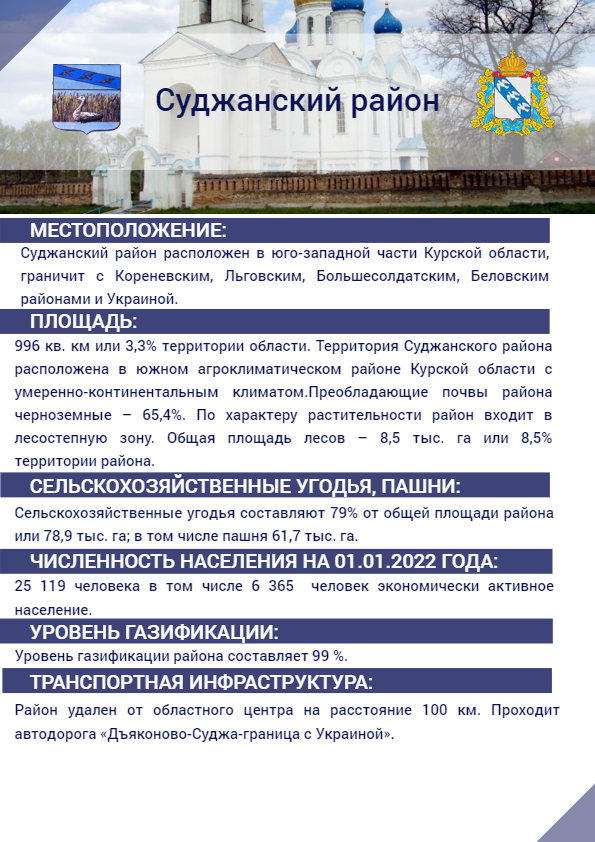 Суджанский район
МЕСТОПОЛОЖЕНИЕ:
Суджанский район расположен в юго-западной части Курской области,
граничит с Кореневским, Льговским, Большесолдатским, Беловским
районами и Украиной.
ПЛОЩАДЬ:
996 кв. км или 3,3% территории области. Территория Суджанского района
расположена в южном агроклиматическом районе Курской области с
умеренно-континентальным климатом.Преобладающие почвы района
черноземные – 65,4%. По характеру растительности район входит в
лесостепную зону. Общая площадь лесов – 8,5 тыс. га или 8,5%
территории района.
СЕЛЬСКОХОЗЯЙСТВЕННЫЕ УГОДЬЯ, ПАШНИ:
Сельскохозяйственные угодья составляют 79% от общей площади района
или 78,9 тыс. га; в том числе пашня 61,7 тыс. га.
ЧИСЛЕННОСТЬ НАСЕЛЕНИЯ НА 01.01.2022 ГОДА:
25 119 человека в том числе 6 365 человек экономически активное
население.
УРОВЕНЬ ГАЗИФИКАЦИИ:
Уровень газификации района составляет 99 %.
ТРАНСПОРТНАЯ ИНФРАСТРУКТУРА:
Район удален от областного центра на расстояние 100 км. Проходит
автодорога «Дъяконово-Суджа-граница с Украиной».